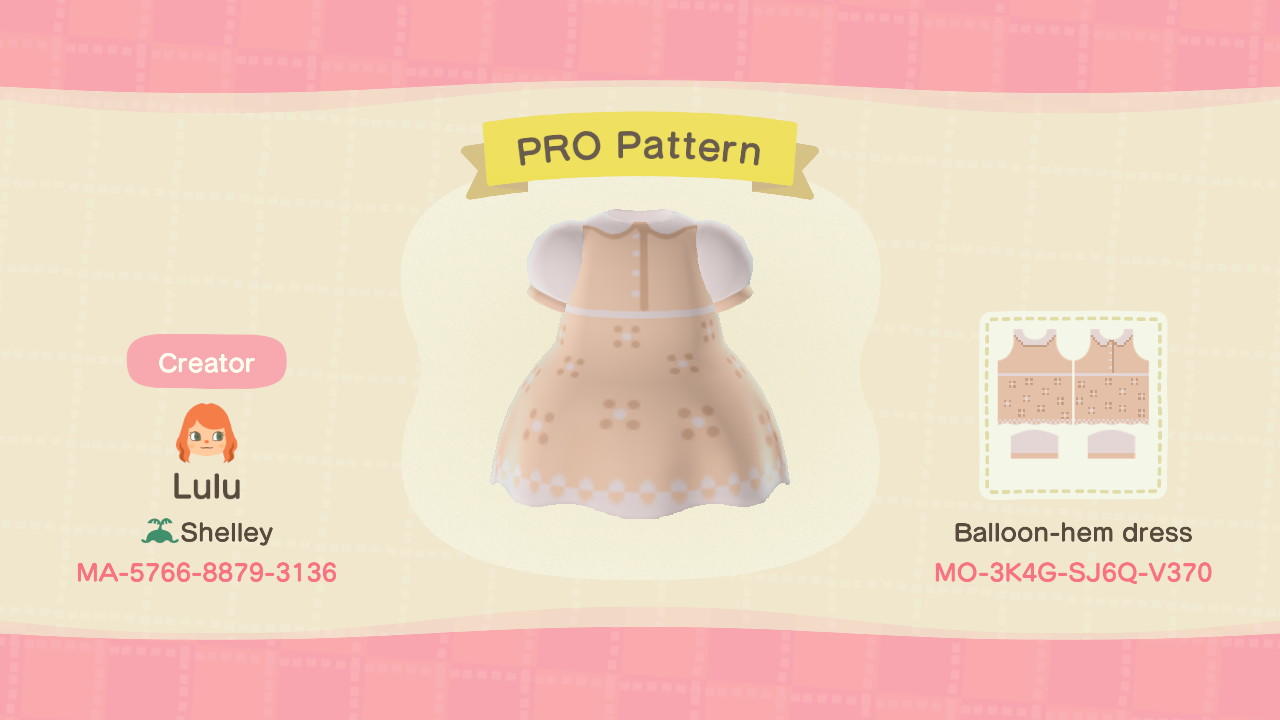 PRO Pattern
Creator
Lulu
Shelley
MA-5766-8879-3136
Balloon-hem dress
MO-3K4G-SJ6Q-V370